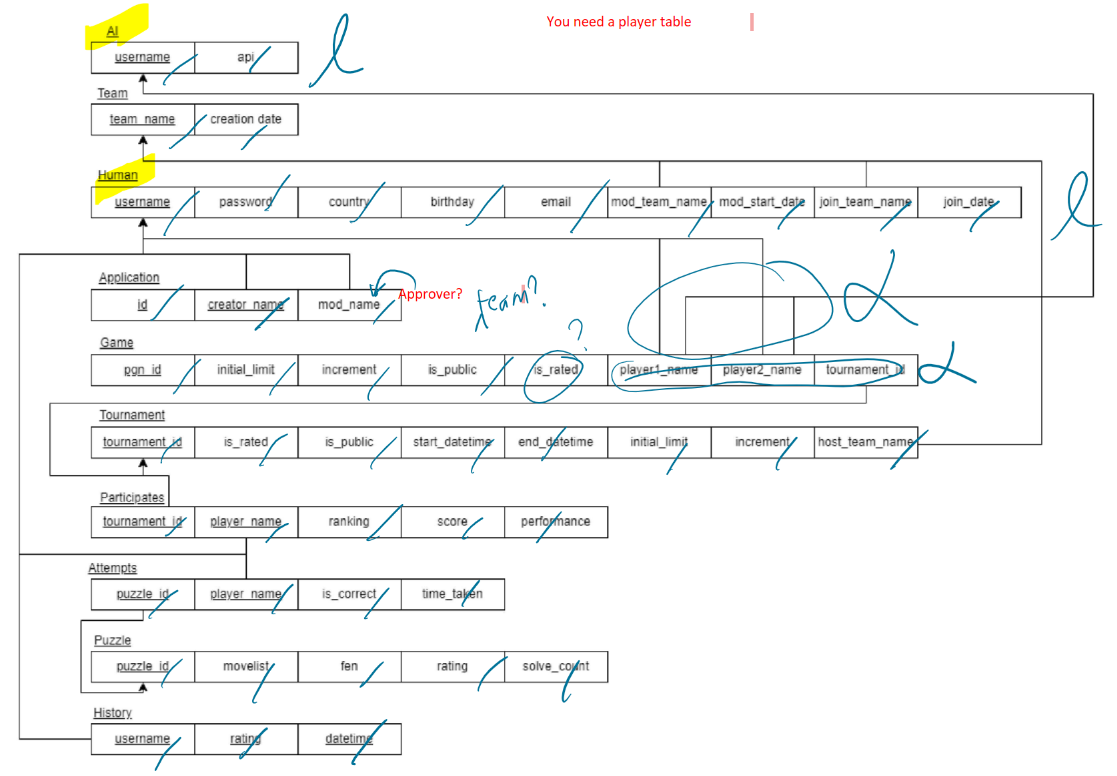 You need a player table
AI
username api
Team
team_name creation date
Human
username password country birthday email mod_team_name mod_start_date join_team_name join_date
Application
id creator_name mod_name
Approver?
team?
Game
?
pgn_id initial_limit increment is_public is_rated player1_name player2_name tournament_id
Tournament
tournament_id is_rated is_public start_datetime end_datetime initial_limit increment host_team_name
Participates
tournament_id player_name ranking score performance
Attempts
puzzle_id player_name is_correct time_taken
Puzzle
puzzle_id movelist fen rating solve_count
History
username rating datetime